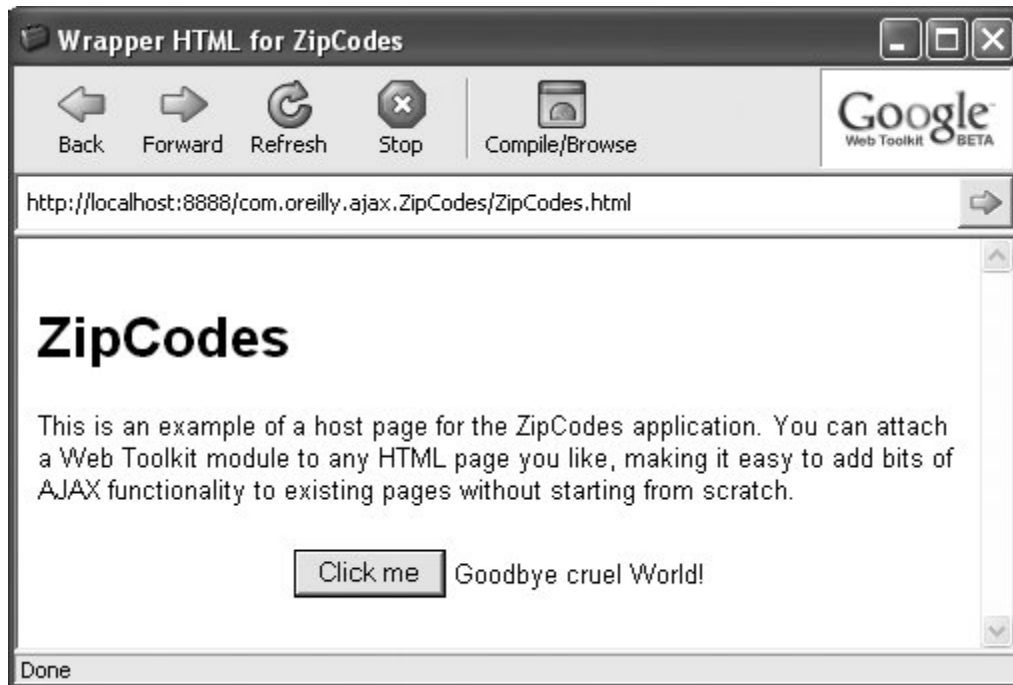 Wrapper HTML for ZipCodes
Back Forward Refresh Stop Compile/Browse
Google
Web Toolkit BETA
http://localhost:8888/com.oreilly.ajax.ZipCodes/ZipCodes.html
ZipCodes
This is an example of a host page for the ZipCodes application. You can attach
a Web Toolkit module to any HTML page you like, making it easy to add bits of
AJAX functionality to existing pages without starting from scratch.
Click me Goodbye cruel World!
Done